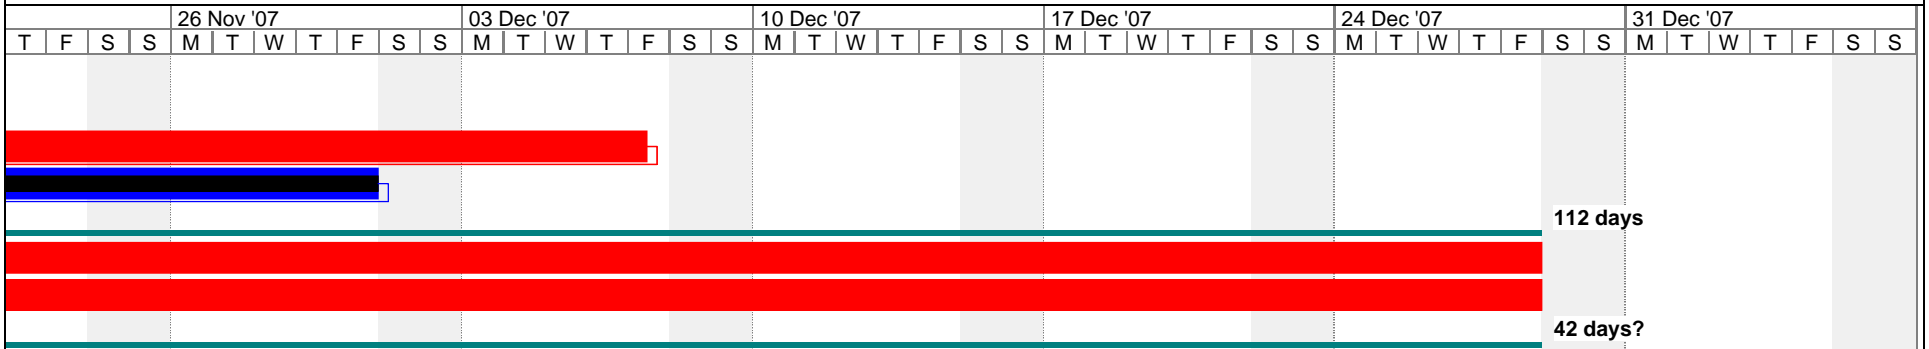 26 Nov '07 03 Dec '07 10 Dec '07 17 Dec '07 24 Dec '07 31 Dec '07
T F S S M T W T F S S M T W T F S S M T W T F S S M T W T F S S M T W T F S S M T W T F S S
112 days
42 days?